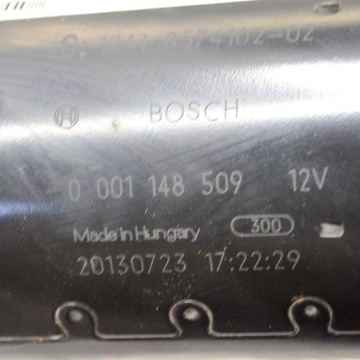 BOSCH
0 001 148 509 12V
Made in Hungary 300
20130723 17:22:29